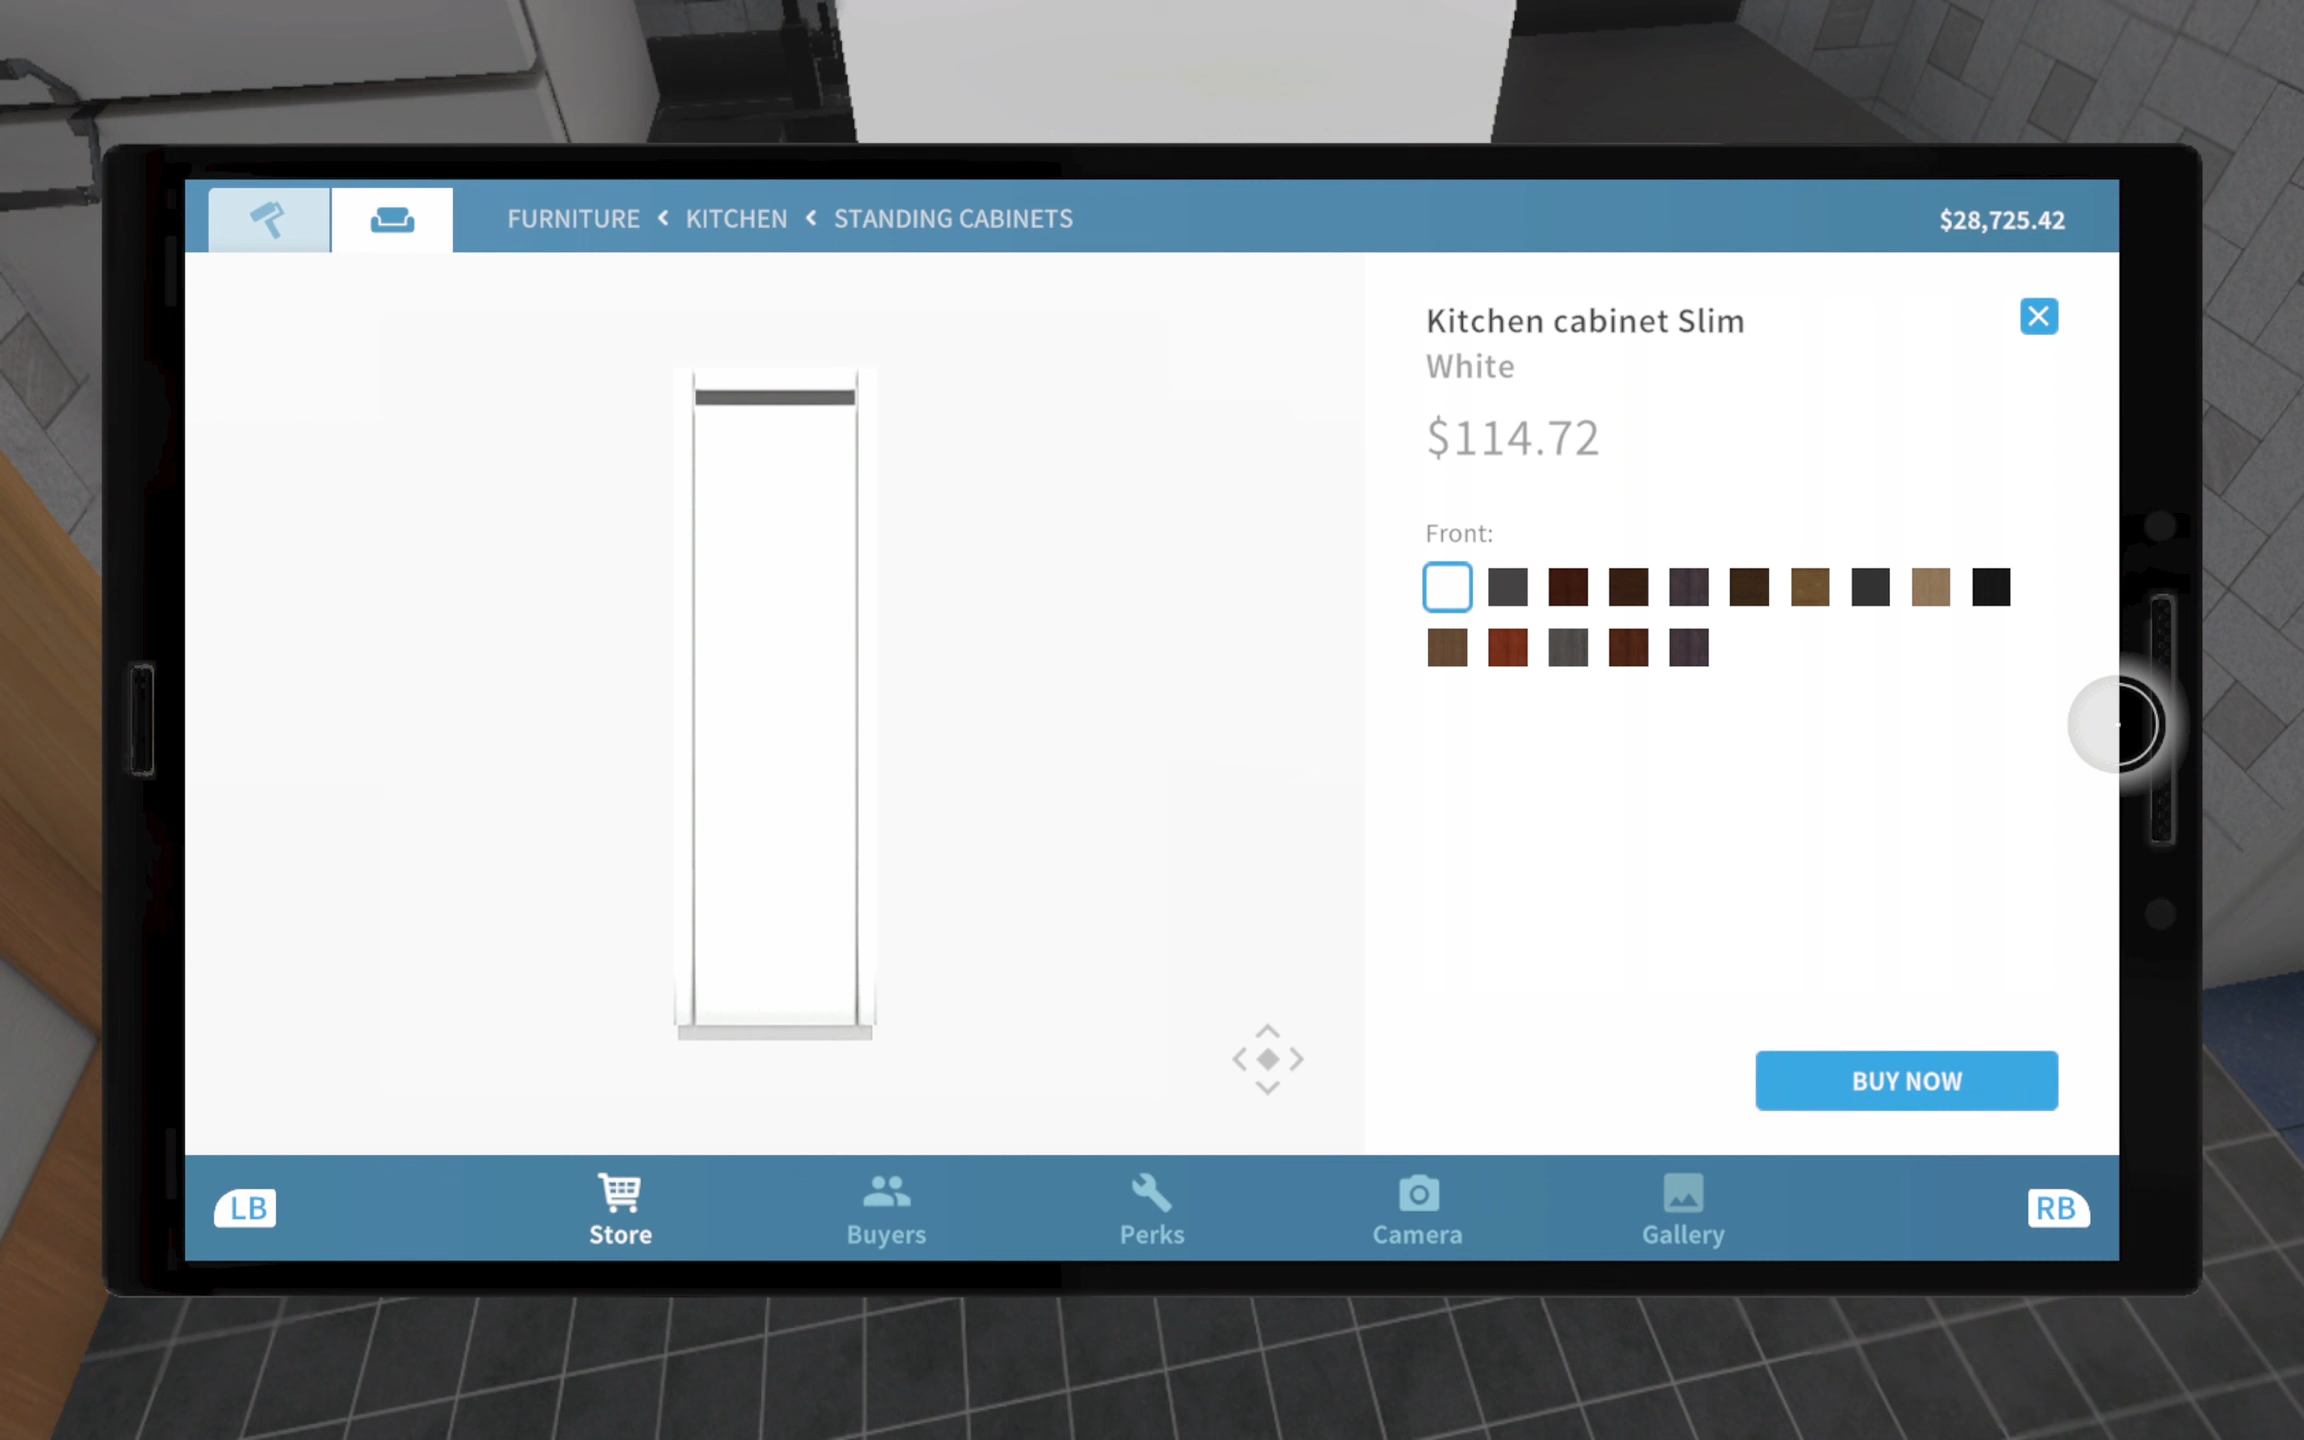 FURNITURE < KITCHEN < STANDING CABINETS
$28,725.42
Kitchen cabinet Slim
White
$114.72
Front:
BUY NOW
LB
Store
Buyers
Perks
Camera
Gallery
RB